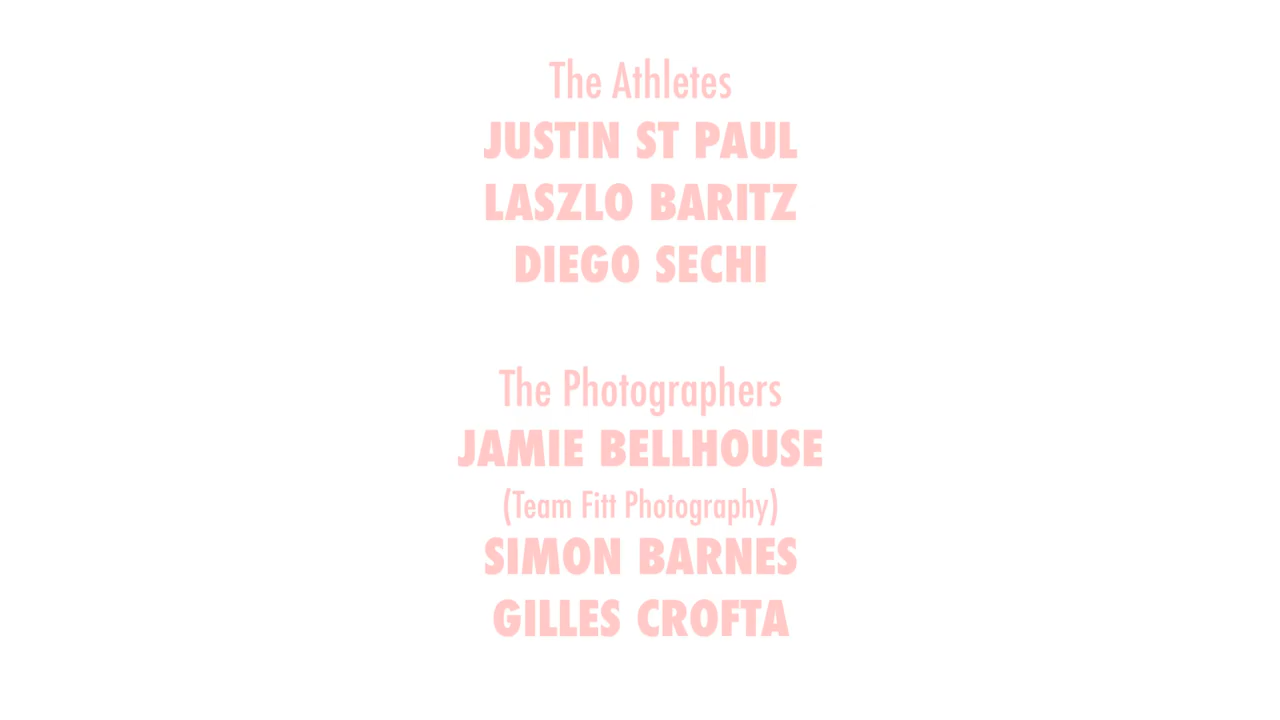 The Athletes
JUSTIN ST PAUL
LASZLO BARITZ
DIEGO SECHI
The Photographers
JAMIE BELLHOUSE
(Team Fitt Photography)
SIMON BARNES
GILLES CROFTA